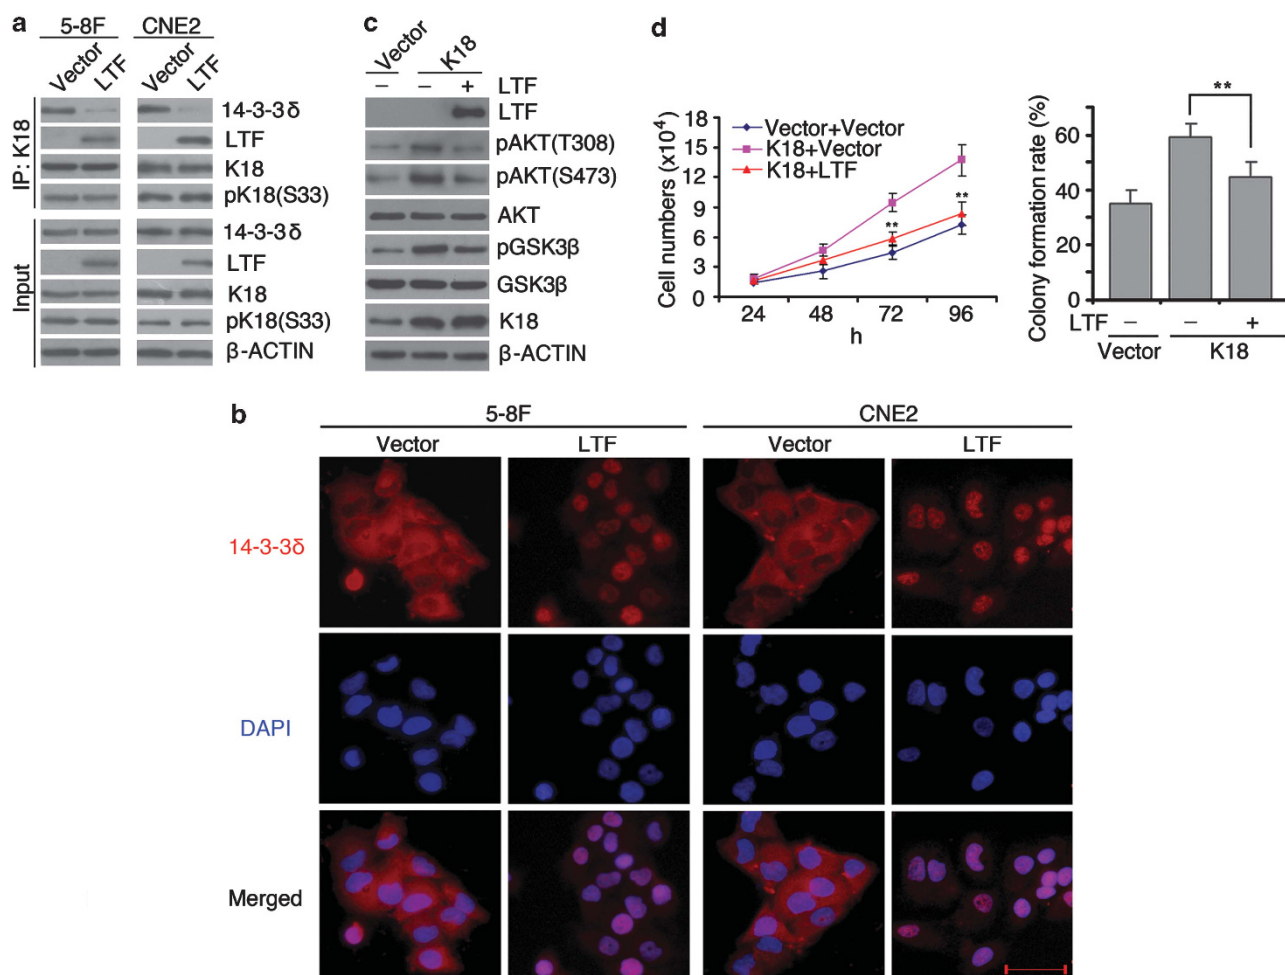 a
5-8F CNE2
Vector LTF Vector LTF
IP: K18
14-3-3δ
LTF
K18
pK18(S33)
Input
14-3-3δ
LTF
K18
pK18(S33)
β-ACTIN
c
Vector K18
− − + LTF
LTF
pAKT(T308)
pAKT(S473)
AKT
pGSK3β
GSK3β
K18
β-ACTIN
d
Cell numbers (x10⁴)
18
15
12
9
6
3
0
Vector+Vector
K18+Vector
K18+LTF
**
**
24 48 72 96
h
Colony formation rate (%)
60
40
20
0
**
LTF − − +
Vector K18
b
5-8F CNE2
Vector LTF Vector LTF
14-3-3δ
DAPI
Merged